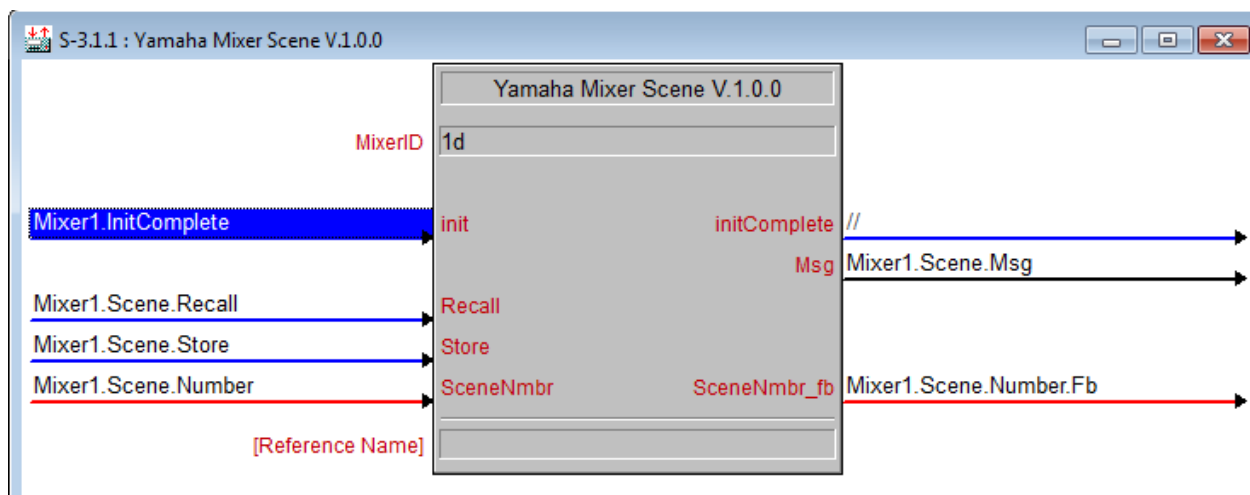 S-3.1.1 : Yamaha Mixer Scene V.1.0.0
Yamaha Mixer Scene V.1.0.0
MixerID 1d
Mixer1.InitComplete init initComplete //
Msg Mixer1.Scene.Msg
Mixer1.Scene.Recall Recall
Mixer1.Scene.Store Store
Mixer1.Scene.Number SceneNmbr SceneNmbr_fb Mixer1.Scene.Number.Fb
[Reference Name]